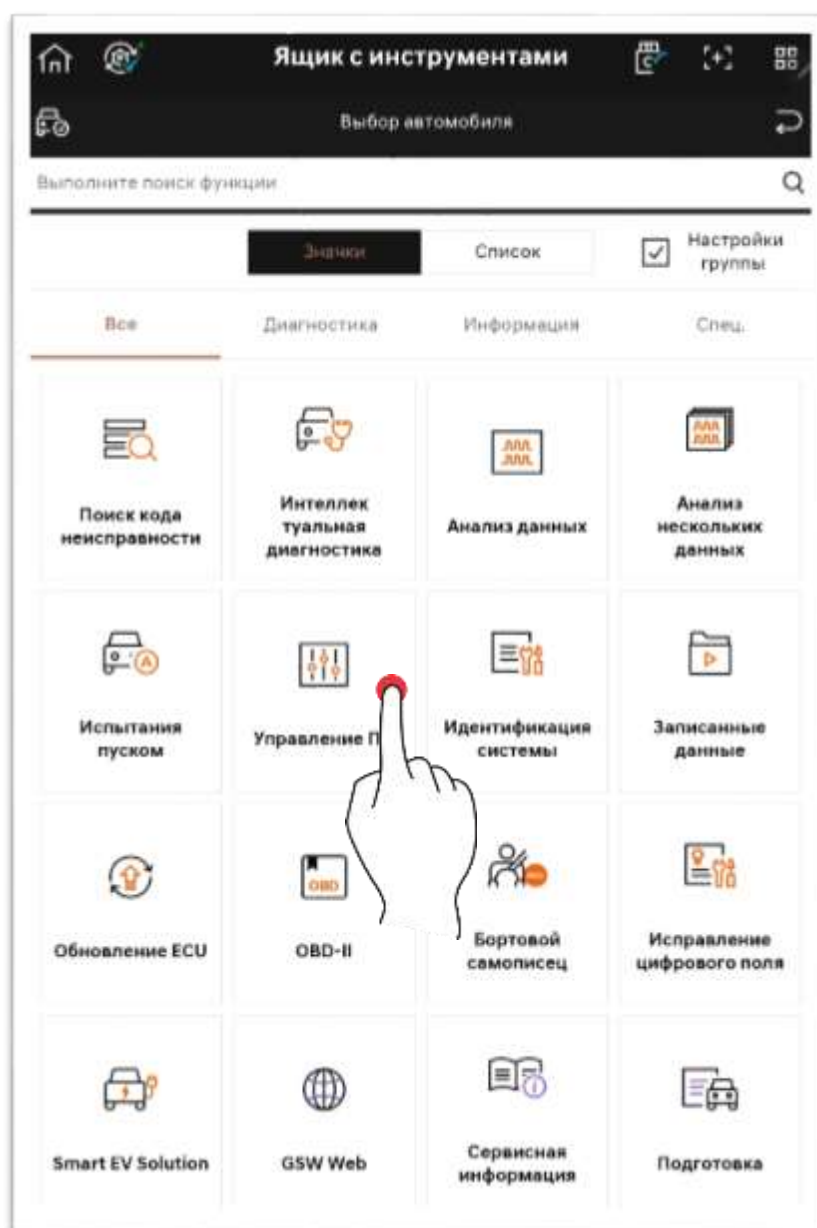 Ящик с инструментами
Выбор автомобиля
Выполните поиск функции
Значки
Список
Настройки
группы
Все
Диагностика
Информация
Спец.
Поиск кода
неисправности
Интеллек
туальная
диагностика
Анализ данных
Анализ
нескольких
данных
Испытания
пуском
Управление
Идентификация
системы
Записанные
данные
Обновление ECU
OBD
OBD-II
Бортовой
самописец
Исправление
цифрового поля
Smart EV Solution
GSW Web
Сервисная
информация
Подготовка